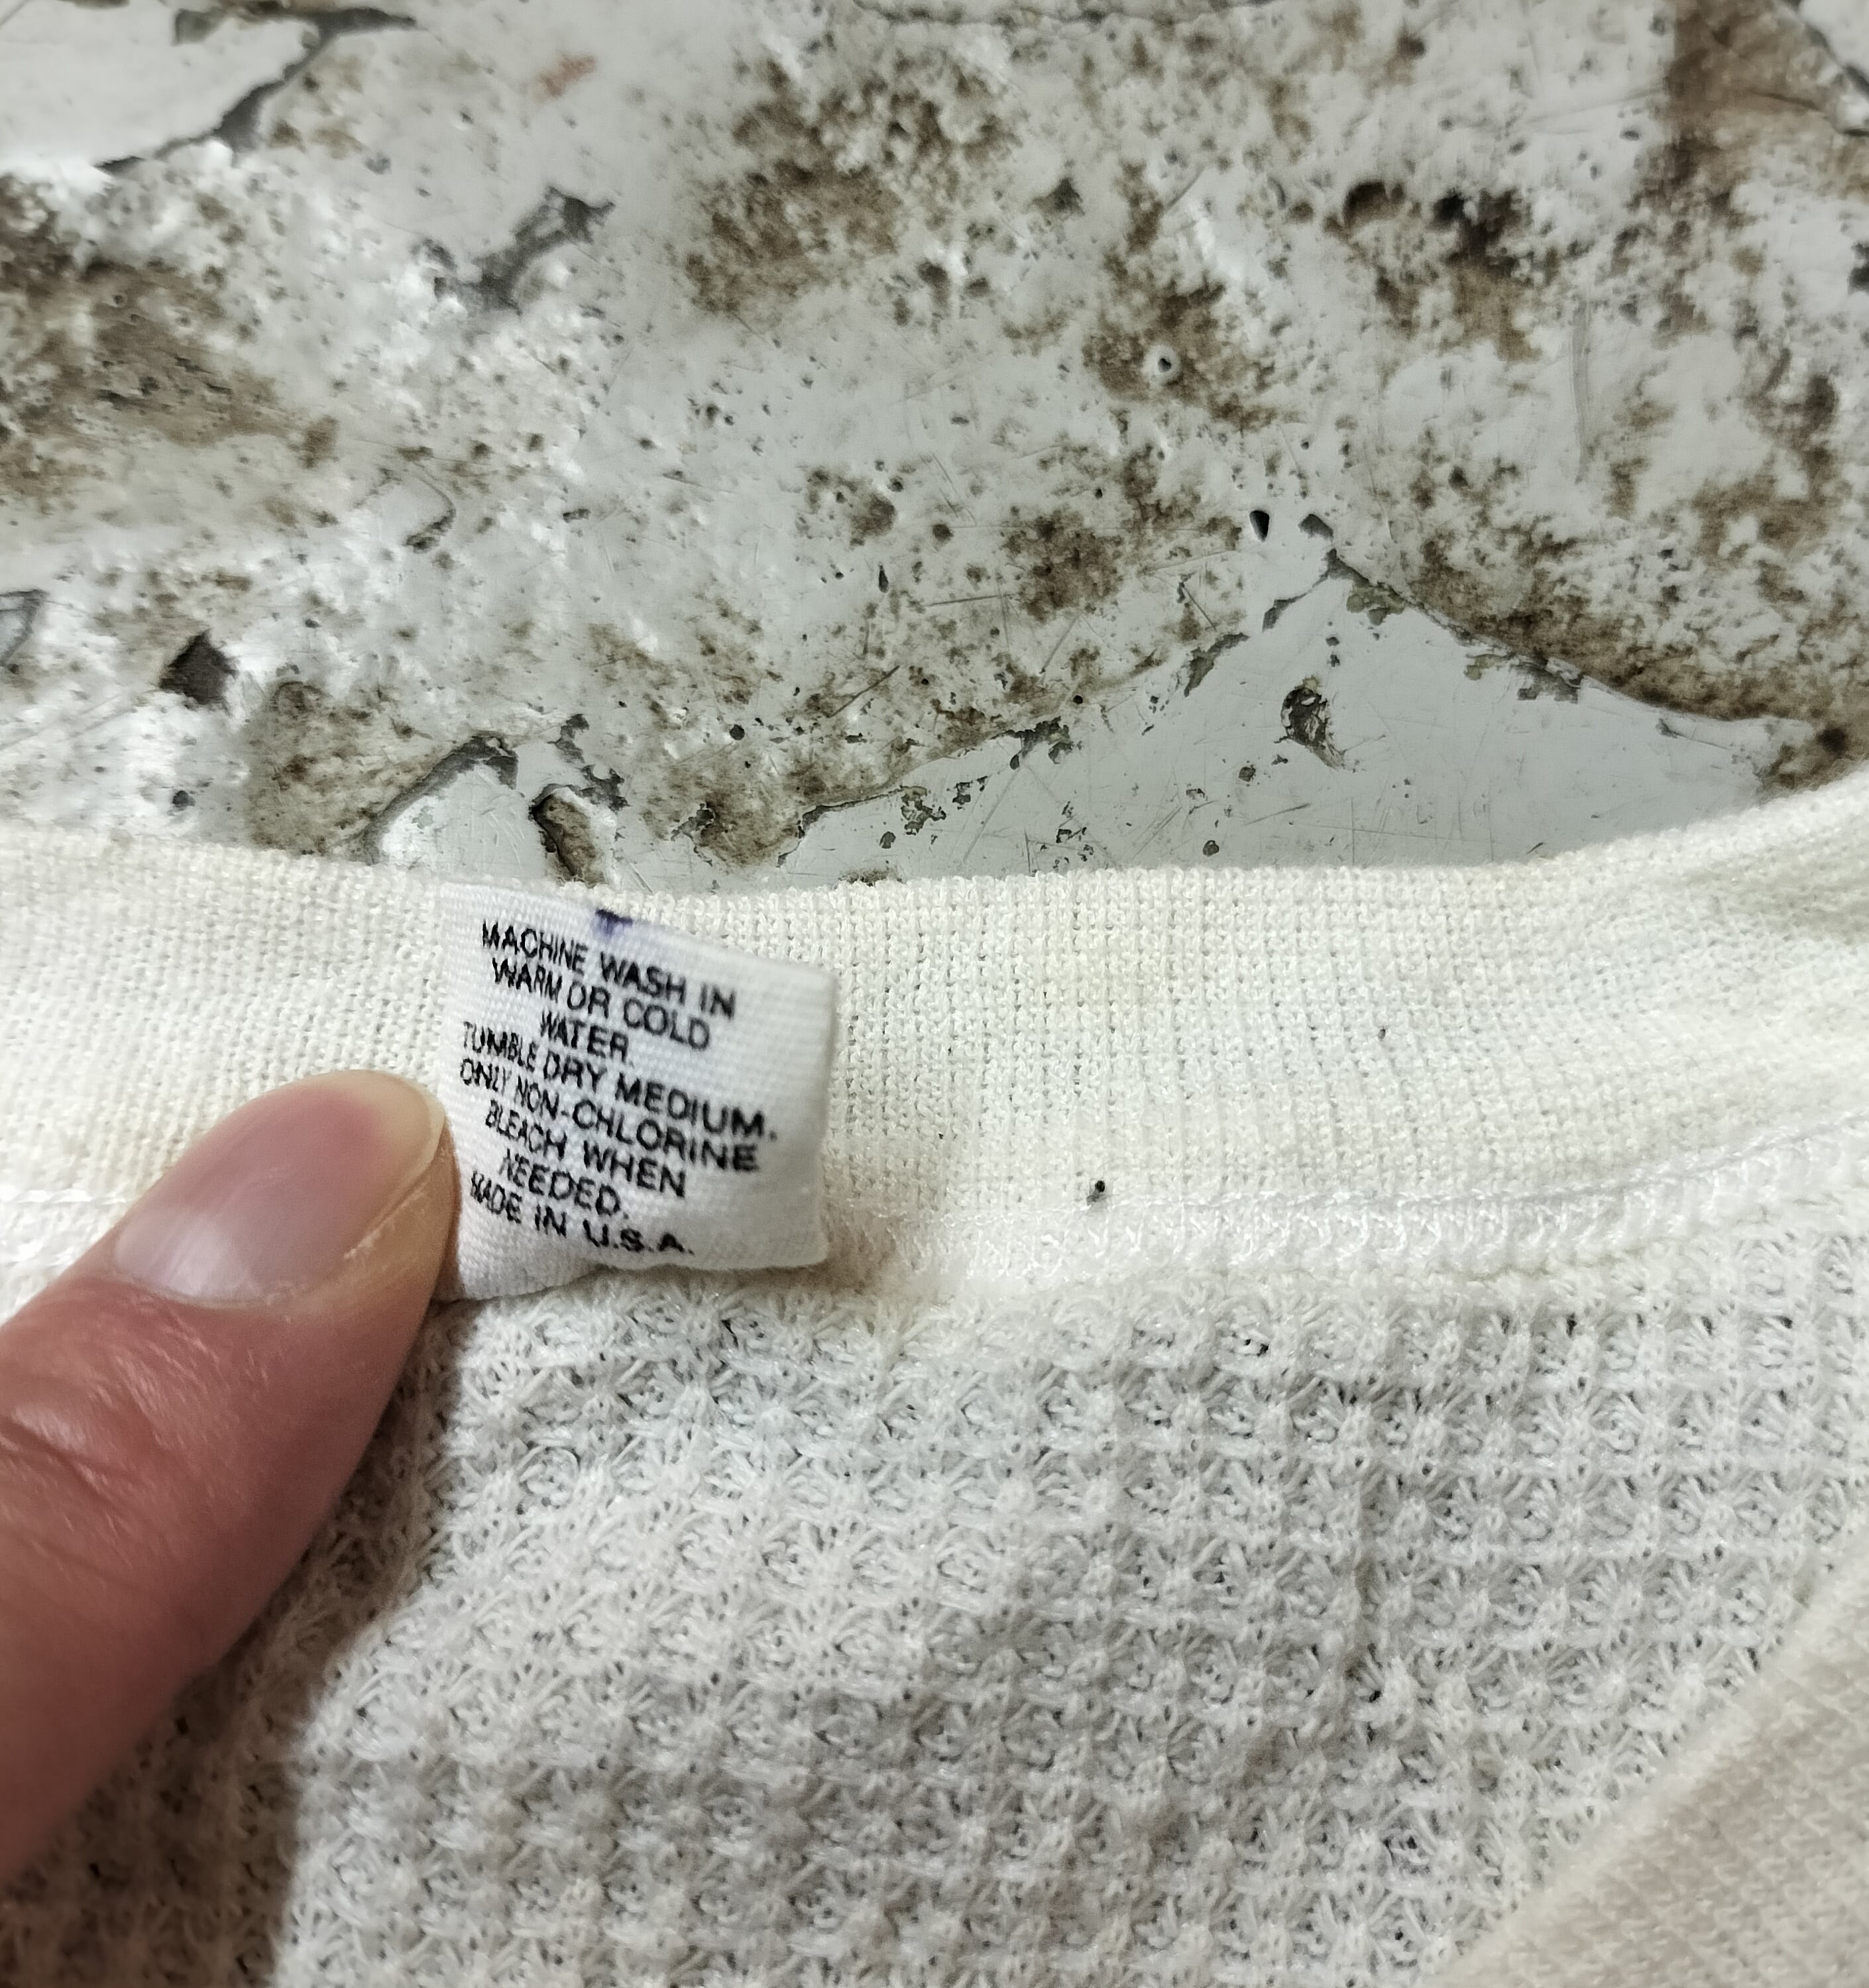 MACHINE WASH IN
WARM OR COLD
WATER.
TUMBLE DRY MEDIUM.
ONLY NON-CHLORINE
BLEACH WHEN
NEEDED.
MADE IN U.S.A.